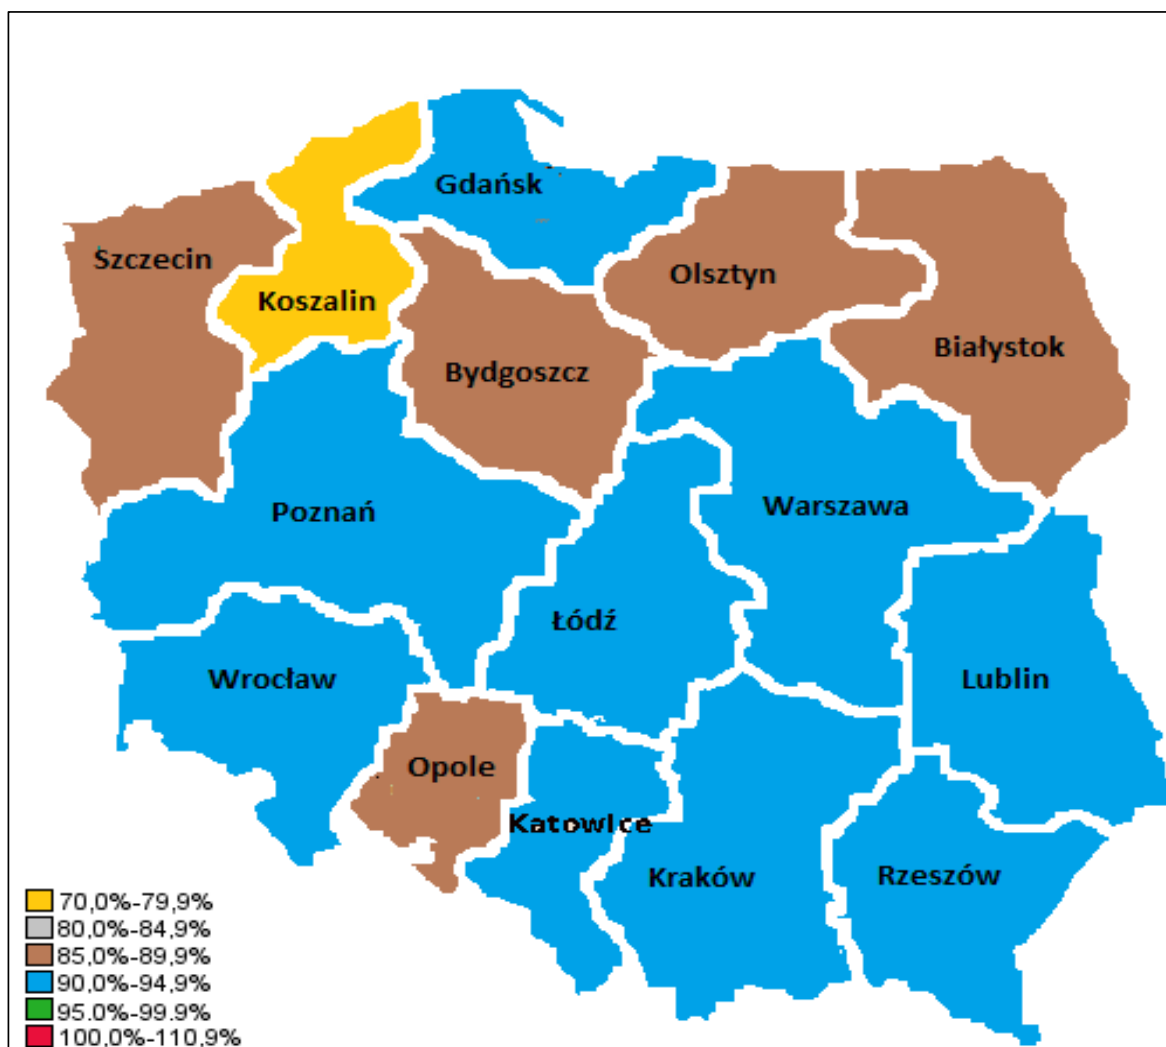 Gdańsk
Szczecin
Koszalin
Olsztyn
Białystok
Bydgoszcz
Poznań
Warszawa
Łódź
Wrocław
Lublin
Opole
Katowice
Kraków
Rzeszów
70,0%-79,9%
80,0%-84,9%
85,0%-89,9%
90,0%-94,9%
95.0%-99.9%
100,0%-110,9%